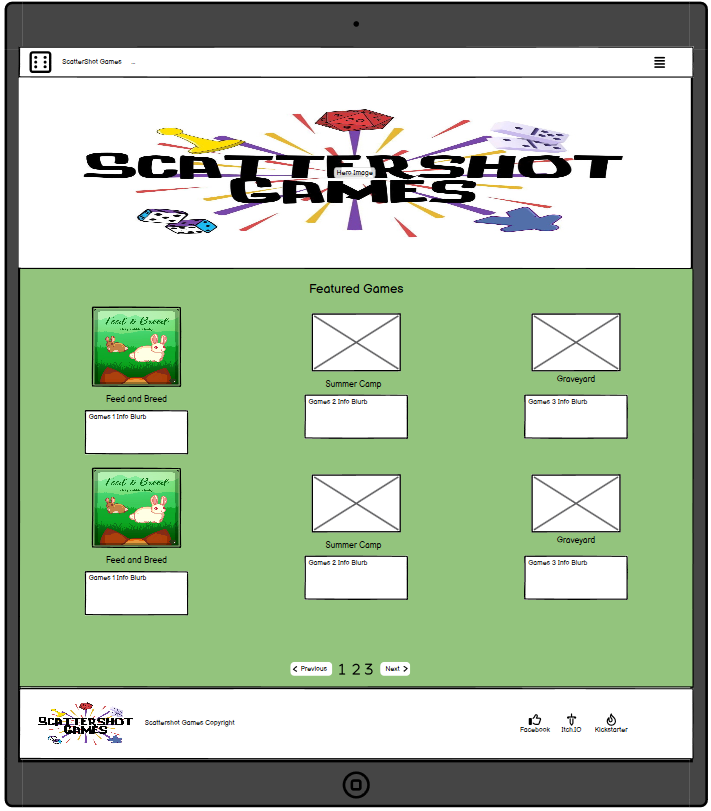 ScatterShot Games
SCATTERSHOT
GAMES
Hero Image
Featured Games
Feed & Breed
Feed and Breed
Summer Camp
Graveyard
Games 1 Info Blurb
Games 2 Info Blurb
Games 3 Info Blurb
Feed & Breed
Feed and Breed
Summer Camp
Graveyard
Games 1 Info Blurb
Games 2 Info Blurb
Games 3 Info Blurb
Previous 1 2 3 Next
SCATTERSHOT
GAMES
Scattershot Games Copyright
Facebook Itch.IO Kickstarter